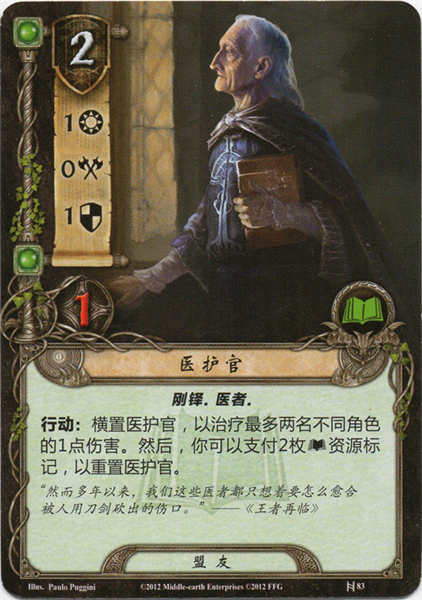 2
1
0
1
1
医护官
刚铎. 医者.
行动：横置医护官，以治疗最多两名不同角色
的1点伤害。然后，你可以支付2枚资源标
记，以重置医护官。
“然而多年以来，我们这些医者都只想着要怎么愈合
被人用刀剑砍出的伤口。” ——《王者再临》
盟友
Illus. Paulo Puggini ©2012 Middle-earth Enterprises ©2012 FFG 83